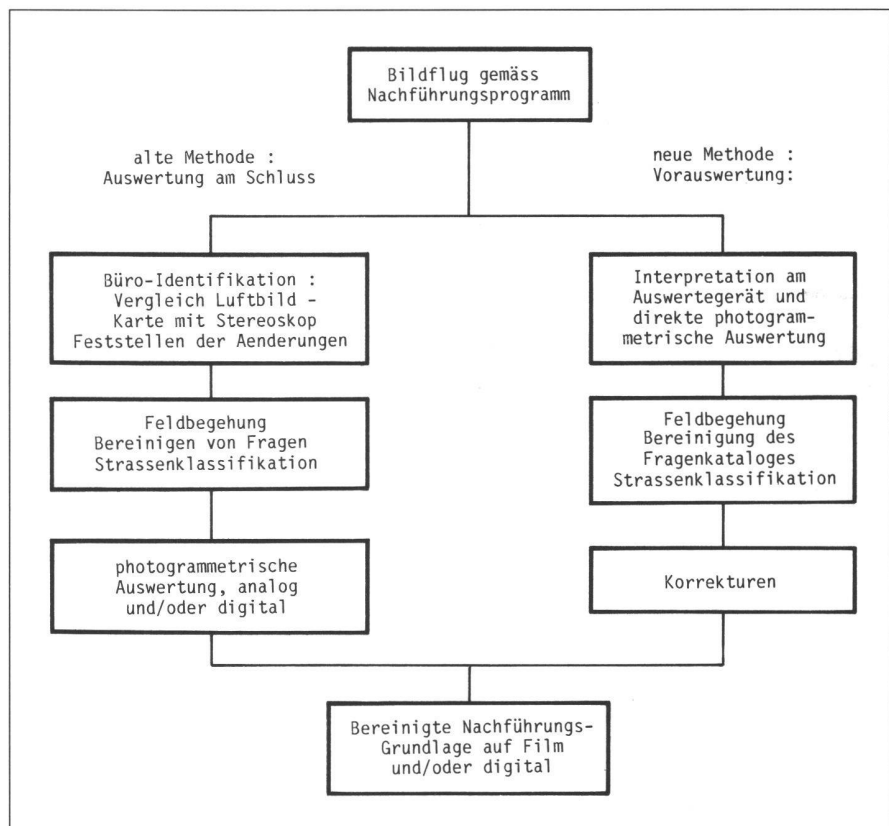 Bildflug gemäss
Nachführungsprogramm
alte Methode :
Auswertung am Schluss
neue Methode :
Vorauswertung:
Büro-Identifikation :
Vergleich Luftbild -
Karte mit Stereoskop
Feststellen der Aenderungen
Interpretation am
Auswertegerät und
direkte photogram-
metrische Auswertung
Feldbegehung
Bereinigen von Fragen
Strassenklassifikation
Feldbegehung
Bereinigung des
Fragenkataloges
Strassenklassifikation
photogrammetrische
Auswertung, analog
und/oder digital
Korrekturen
Bereinigte Nachführungs-
Grundlage auf Film
und/oder digital